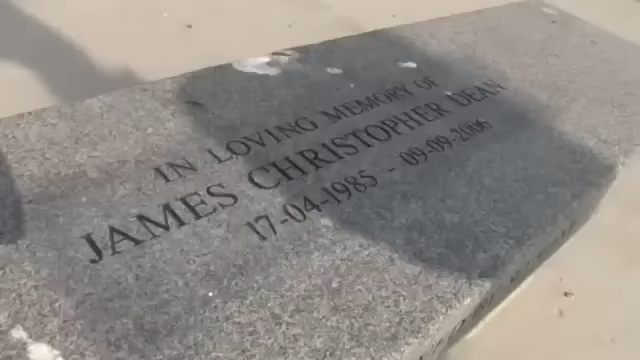 IN LOVING MEMORY OF
JAMES CHRISTOPHER DEAN
17-04-1985 - 09-09-2006